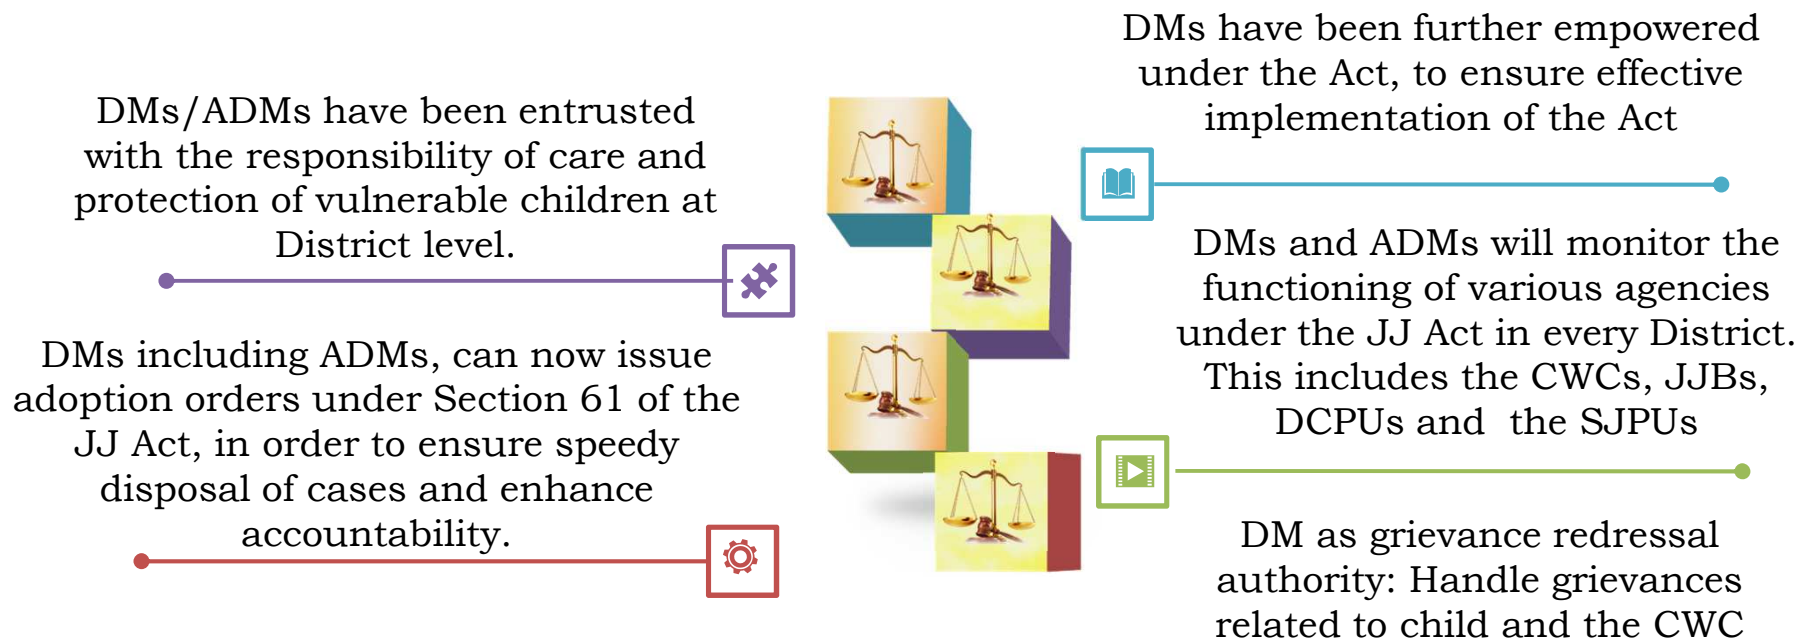 DMs/ADMs have been entrusted
with the responsibility of care and
protection of vulnerable children at
District level.
DMs including ADMs, can now issue
adoption orders under Section 61 of the
JJ Act, in order to ensure speedy
disposal of cases and enhance
accountability.
DMs have been further empowered
under the Act, to ensure effective
implementation of the Act
DMs and ADMs will monitor the
functioning of various agencies
under the JJ Act in every District.
This includes the CWCs, JJBs,
DCPUs and the SJPUs
DM as grievance redressal
authority: Handle grievances
related to child and the CWC